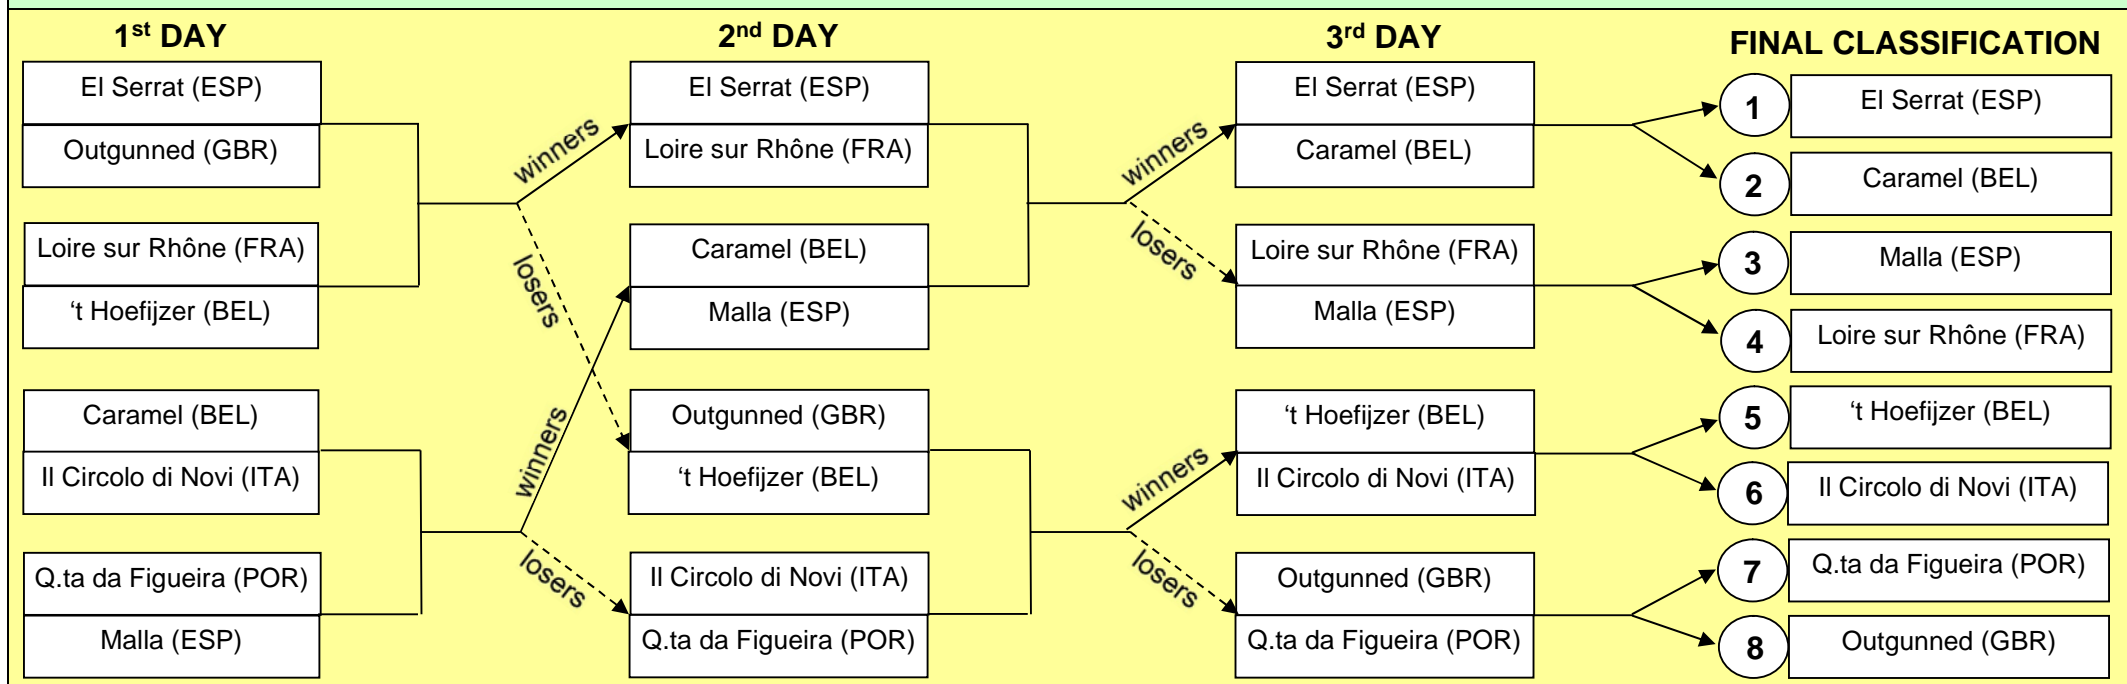 1st DAY
El Serrat (ESP)
Outgunned (GBR)
Loire sur Rhône (FRA)
‘t Hoefijzer (BEL)
Caramel (BEL)
Il Circolo di Novi (ITA)
Q.ta da Figueira (POR)
Malla (ESP)
winners
losers
winners
losers
2nd DAY
El Serrat (ESP)
Loire sur Rhône (FRA)
Caramel (BEL)
Malla (ESP)
Outgunned (GBR)
‘t Hoefijzer (BEL)
Il Circolo di Novi (ITA)
Q.ta da Figueira (POR)
winners
losers
winners
losers
3rd DAY
El Serrat (ESP)
Caramel (BEL)
Loire sur Rhône (FRA)
Malla (ESP)
‘t Hoefijzer (BEL)
Il Circolo di Novi (ITA)
Outgunned (GBR)
Q.ta da Figueira (POR)
FINAL CLASSIFICATION
1 El Serrat (ESP)
2 Caramel (BEL)
3 Malla (ESP)
4 Loire sur Rhône (FRA)
5 ‘t Hoefijzer (BEL)
6 Il Circolo di Novi (ITA)
7 Q.ta da Figueira (POR)
8 Outgunned (GBR)